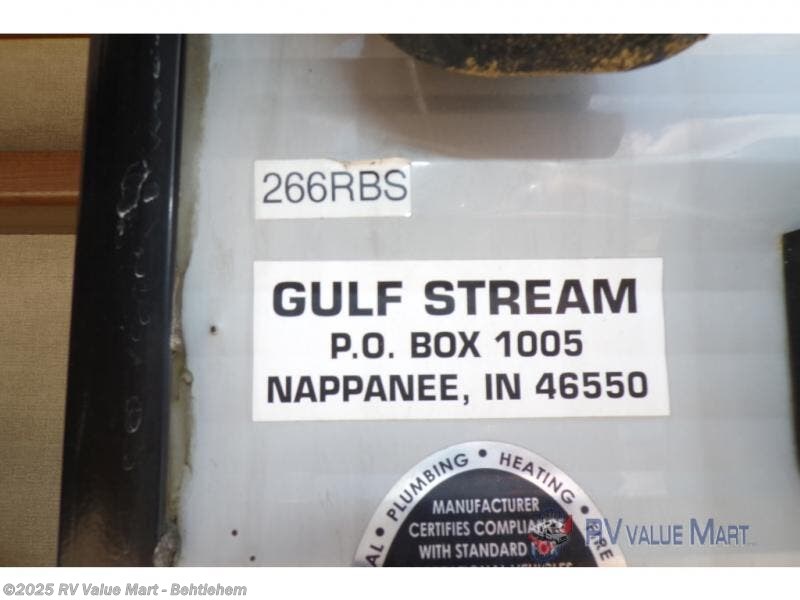 266RBS
GULF STREAM
P.O. BOX 1005
NAPPANEE, IN 46550
PLUMBING • HEATING •
MANUFACTURER
CERTIFIES COMPLIANCE
WITH STANDARD FOR
RV VALUE MART
©2025 RV Value Mart - Behtlehem